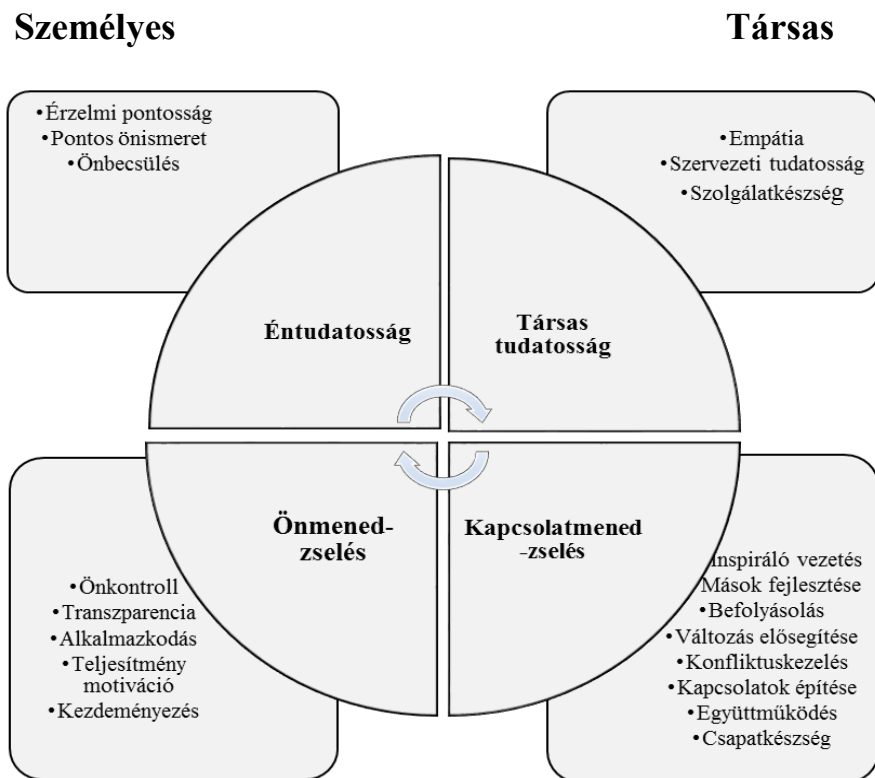 Személyes
Társas
•Érzelmi pontosság
•Pontos önismeret
•Önbecsülés
•Empátia
•Szervezeti tudatosság
•Szolgálatkészség
Éntudatosság
Társas
tudatosság
Önmened-
zselés
Kapcsolatmened
-zselés
•Önkontroll
•Transzparencia
•Alkalmazkodás
•Teljesítmény
motiváció
•Kezdeményezés
Inspiráló vezetés
Mások fejlesztése
•Befolyásolás
•Változás elősegítése
•Konfliktuskezelés
•Kapcsolatok építése
•Együttműködés
•Csapatkészség